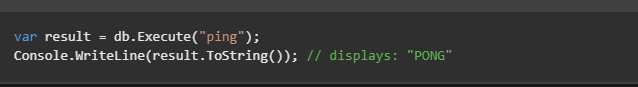 var result = db.Execute("ping");
Console.WriteLine(result.ToString()); // displays: "PONG"